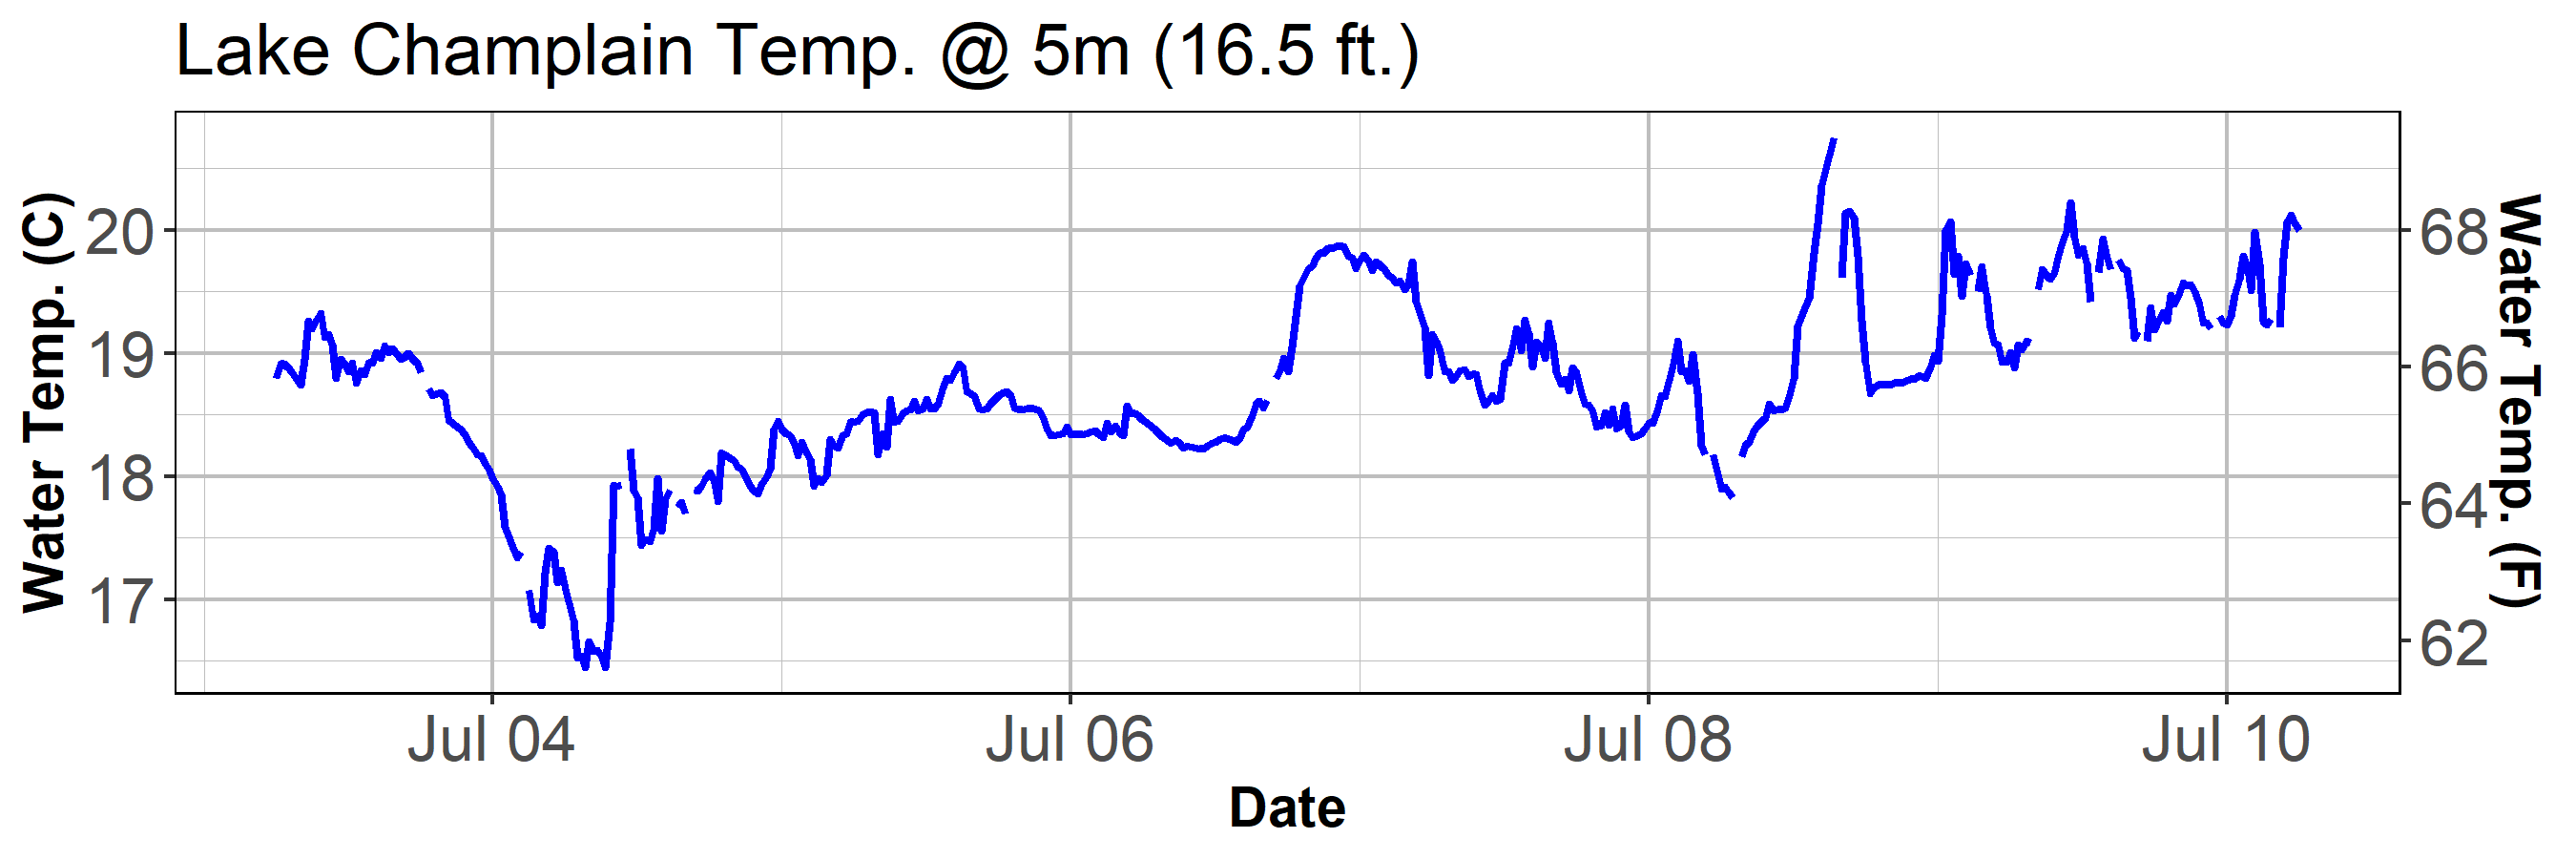 Lake Champlain Temp. @ 5m (16.5 ft.)
Water Temp. (C)
20
19
18
17
68
66
64
62
Water Temp. (F)
Jul 04
Jul 06
Jul 08
Jul 10
Date